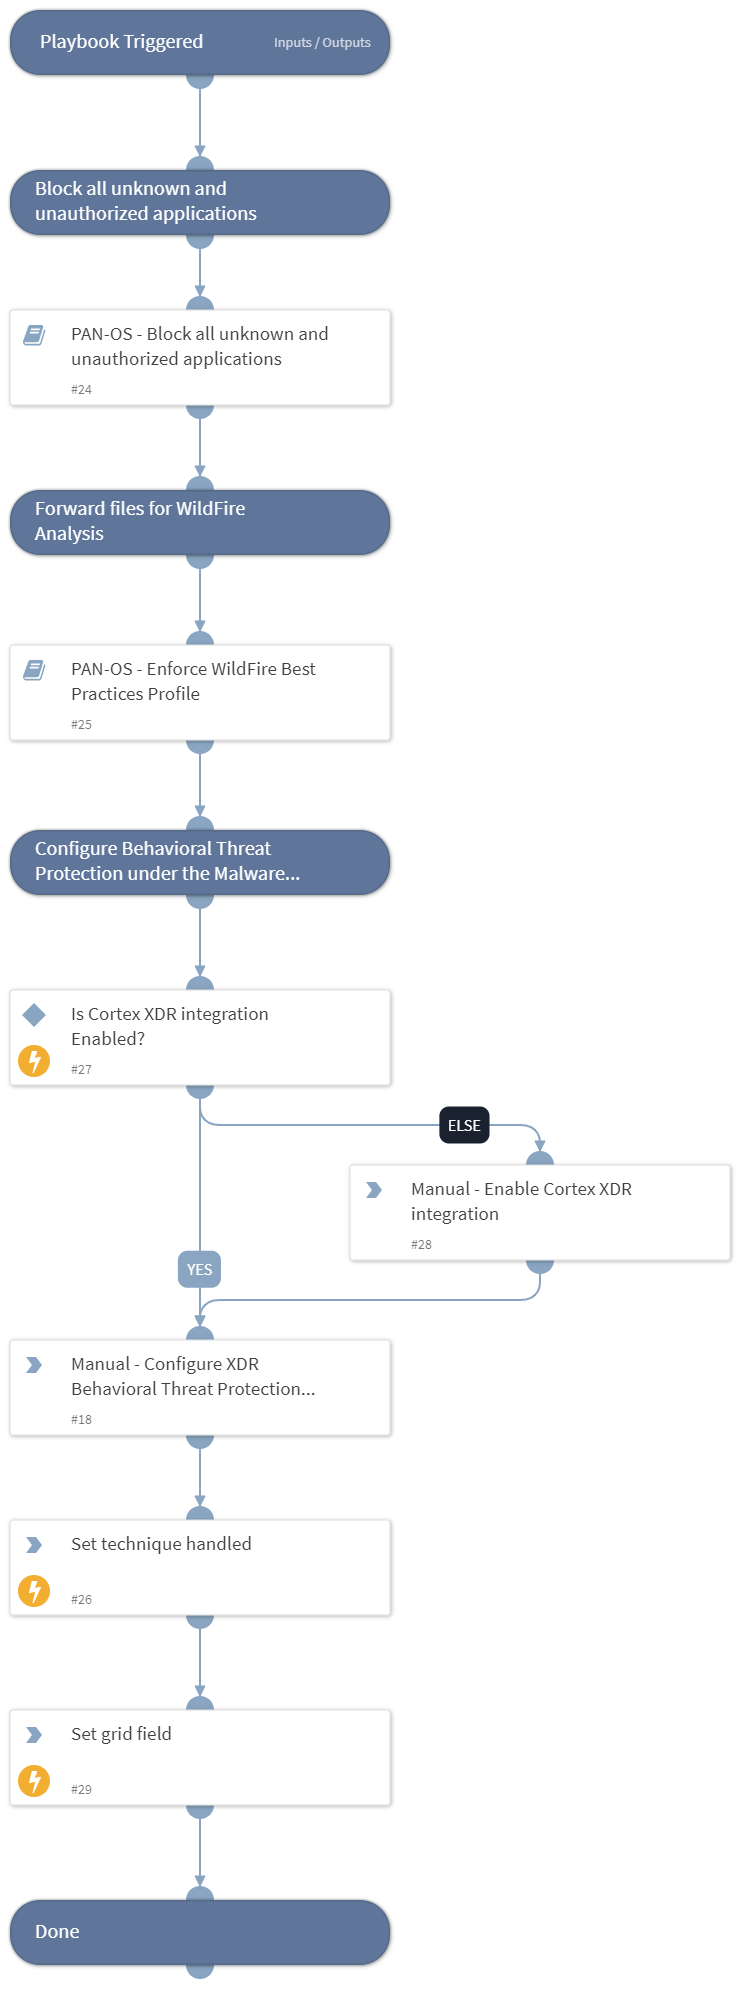 Playbook Triggered
Inputs / Outputs
Block all unknown and
unauthorized applications
PAN-OS - Block all unknown and
unauthorized applications
#24
Forward files for WildFire
Analysis
PAN-OS - Enforce WildFire Best
Practices Profile
#25
Configure Behavioral Threat
Protection under the Malware...
Is Cortex XDR integration
Enabled?
#27
ELSE
Manual - Enable Cortex XDR
integration
#28
YES
Manual - Configure XDR
Behavioral Threat Protection...
#18
Set technique handled
#26
Set grid field
#29
Done